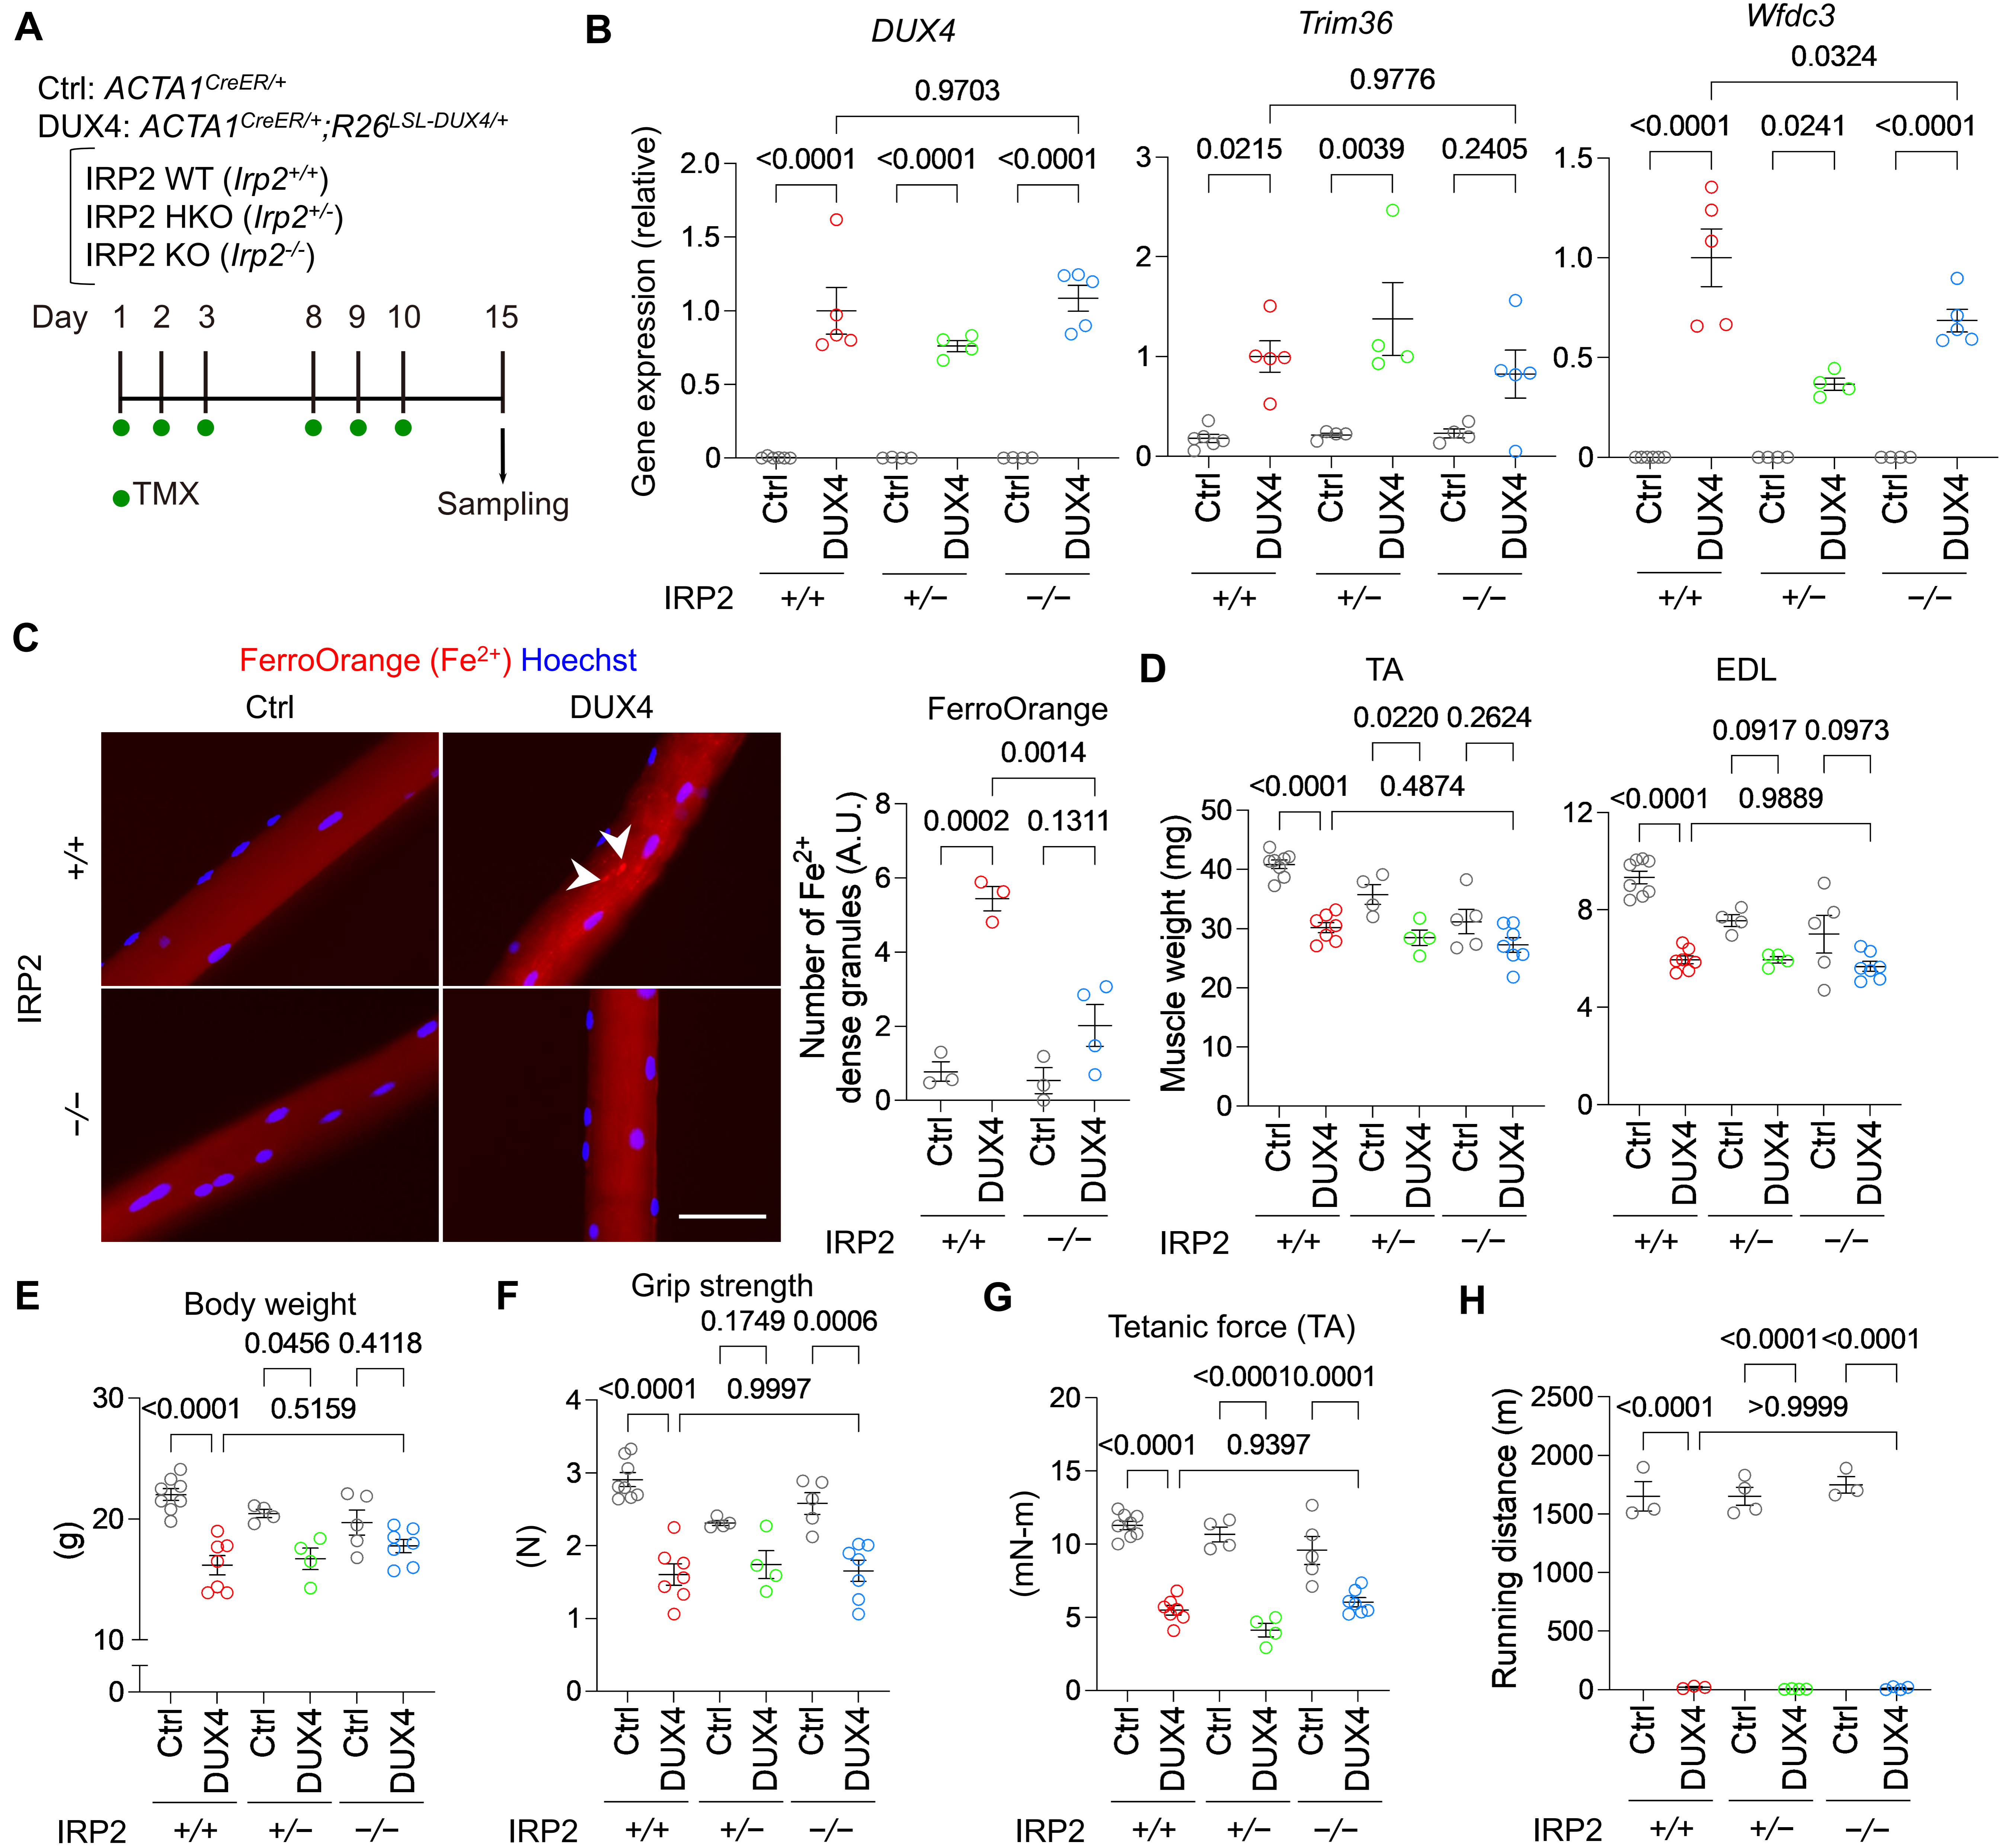 A
Ctrl: ACTA1^CreER/+
DUX4: ACTA1^CreER/+;R26^LSL-DUX4/+
IRP2 WT (Irp2^+/+)
IRP2 HKO (Irp2^+/-)
IRP2 KO (Irp2^-/-)
Day 1 2 3 8 9 10 15
TMX
Sampling
B
DUX4
0.9703
<0.0001 <0.0001 <0.0001
Gene expression (relative)
2.0
1.5
1.0
0.5
0
Ctrl DUX4 Ctrl DUX4 Ctrl DUX4
IRP2 +/+ +/− −/−
Trim36
0.9776
0.0215 0.0039 0.2405
3
2
1
0
Ctrl DUX4 Ctrl DUX4 Ctrl DUX4
+/+ +/− −/−
Wfdc3
0.0324
<0.0001 0.0241 <0.0001
1.5
1.0
0.5
0
Ctrl DUX4 Ctrl DUX4 Ctrl DUX4
+/+ +/− −/−
C
FerroOrange (Fe2+) Hoechst
Ctrl DUX4
IRP2
+/+
−/−
FerroOrange
0.0014
0.0002 0.1311
Number of Fe2+
dense granules (A.U.)
8
6
4
2
0
Ctrl DUX4 Ctrl DUX4
IRP2 +/+ −/−
D
TA
0.0220 0.2624
<0.0001 0.4874
Muscle weight (mg)
50
40
30
20
10
0
Ctrl DUX4 Ctrl DUX4 Ctrl DUX4
IRP2 +/+ +/− −/−
EDL
0.0917 0.0973
<0.0001 0.9889
12
8
4
0
Ctrl DUX4 Ctrl DUX4 Ctrl DUX4
+/+ +/− −/−
E
Body weight
0.0456 0.4118
<0.0001 0.5159
(g)
30
20
10
0
Ctrl DUX4 Ctrl DUX4 Ctrl DUX4
IRP2 +/+ +/− −/−
F
Grip strength
0.1749 0.0006
<0.0001 0.9997
(N)
4
3
2
1
0
Ctrl DUX4 Ctrl DUX4 Ctrl DUX4
IRP2 +/+ +/− −/−
G
Tetanic force (TA)
<0.0001 0.0001
<0.0001 0.9397
(mN-m)
20
15
10
5
0
Ctrl DUX4 Ctrl DUX4 Ctrl DUX4
IRP2 +/+ +/− −/−
H
<0.0001 <0.0001
<0.0001 >0.9999
Running distance (m)
2500
2000
1500
1000
500
0
Ctrl DUX4 Ctrl DUX4 Ctrl DUX4
IRP2 +/+ +/− −/−